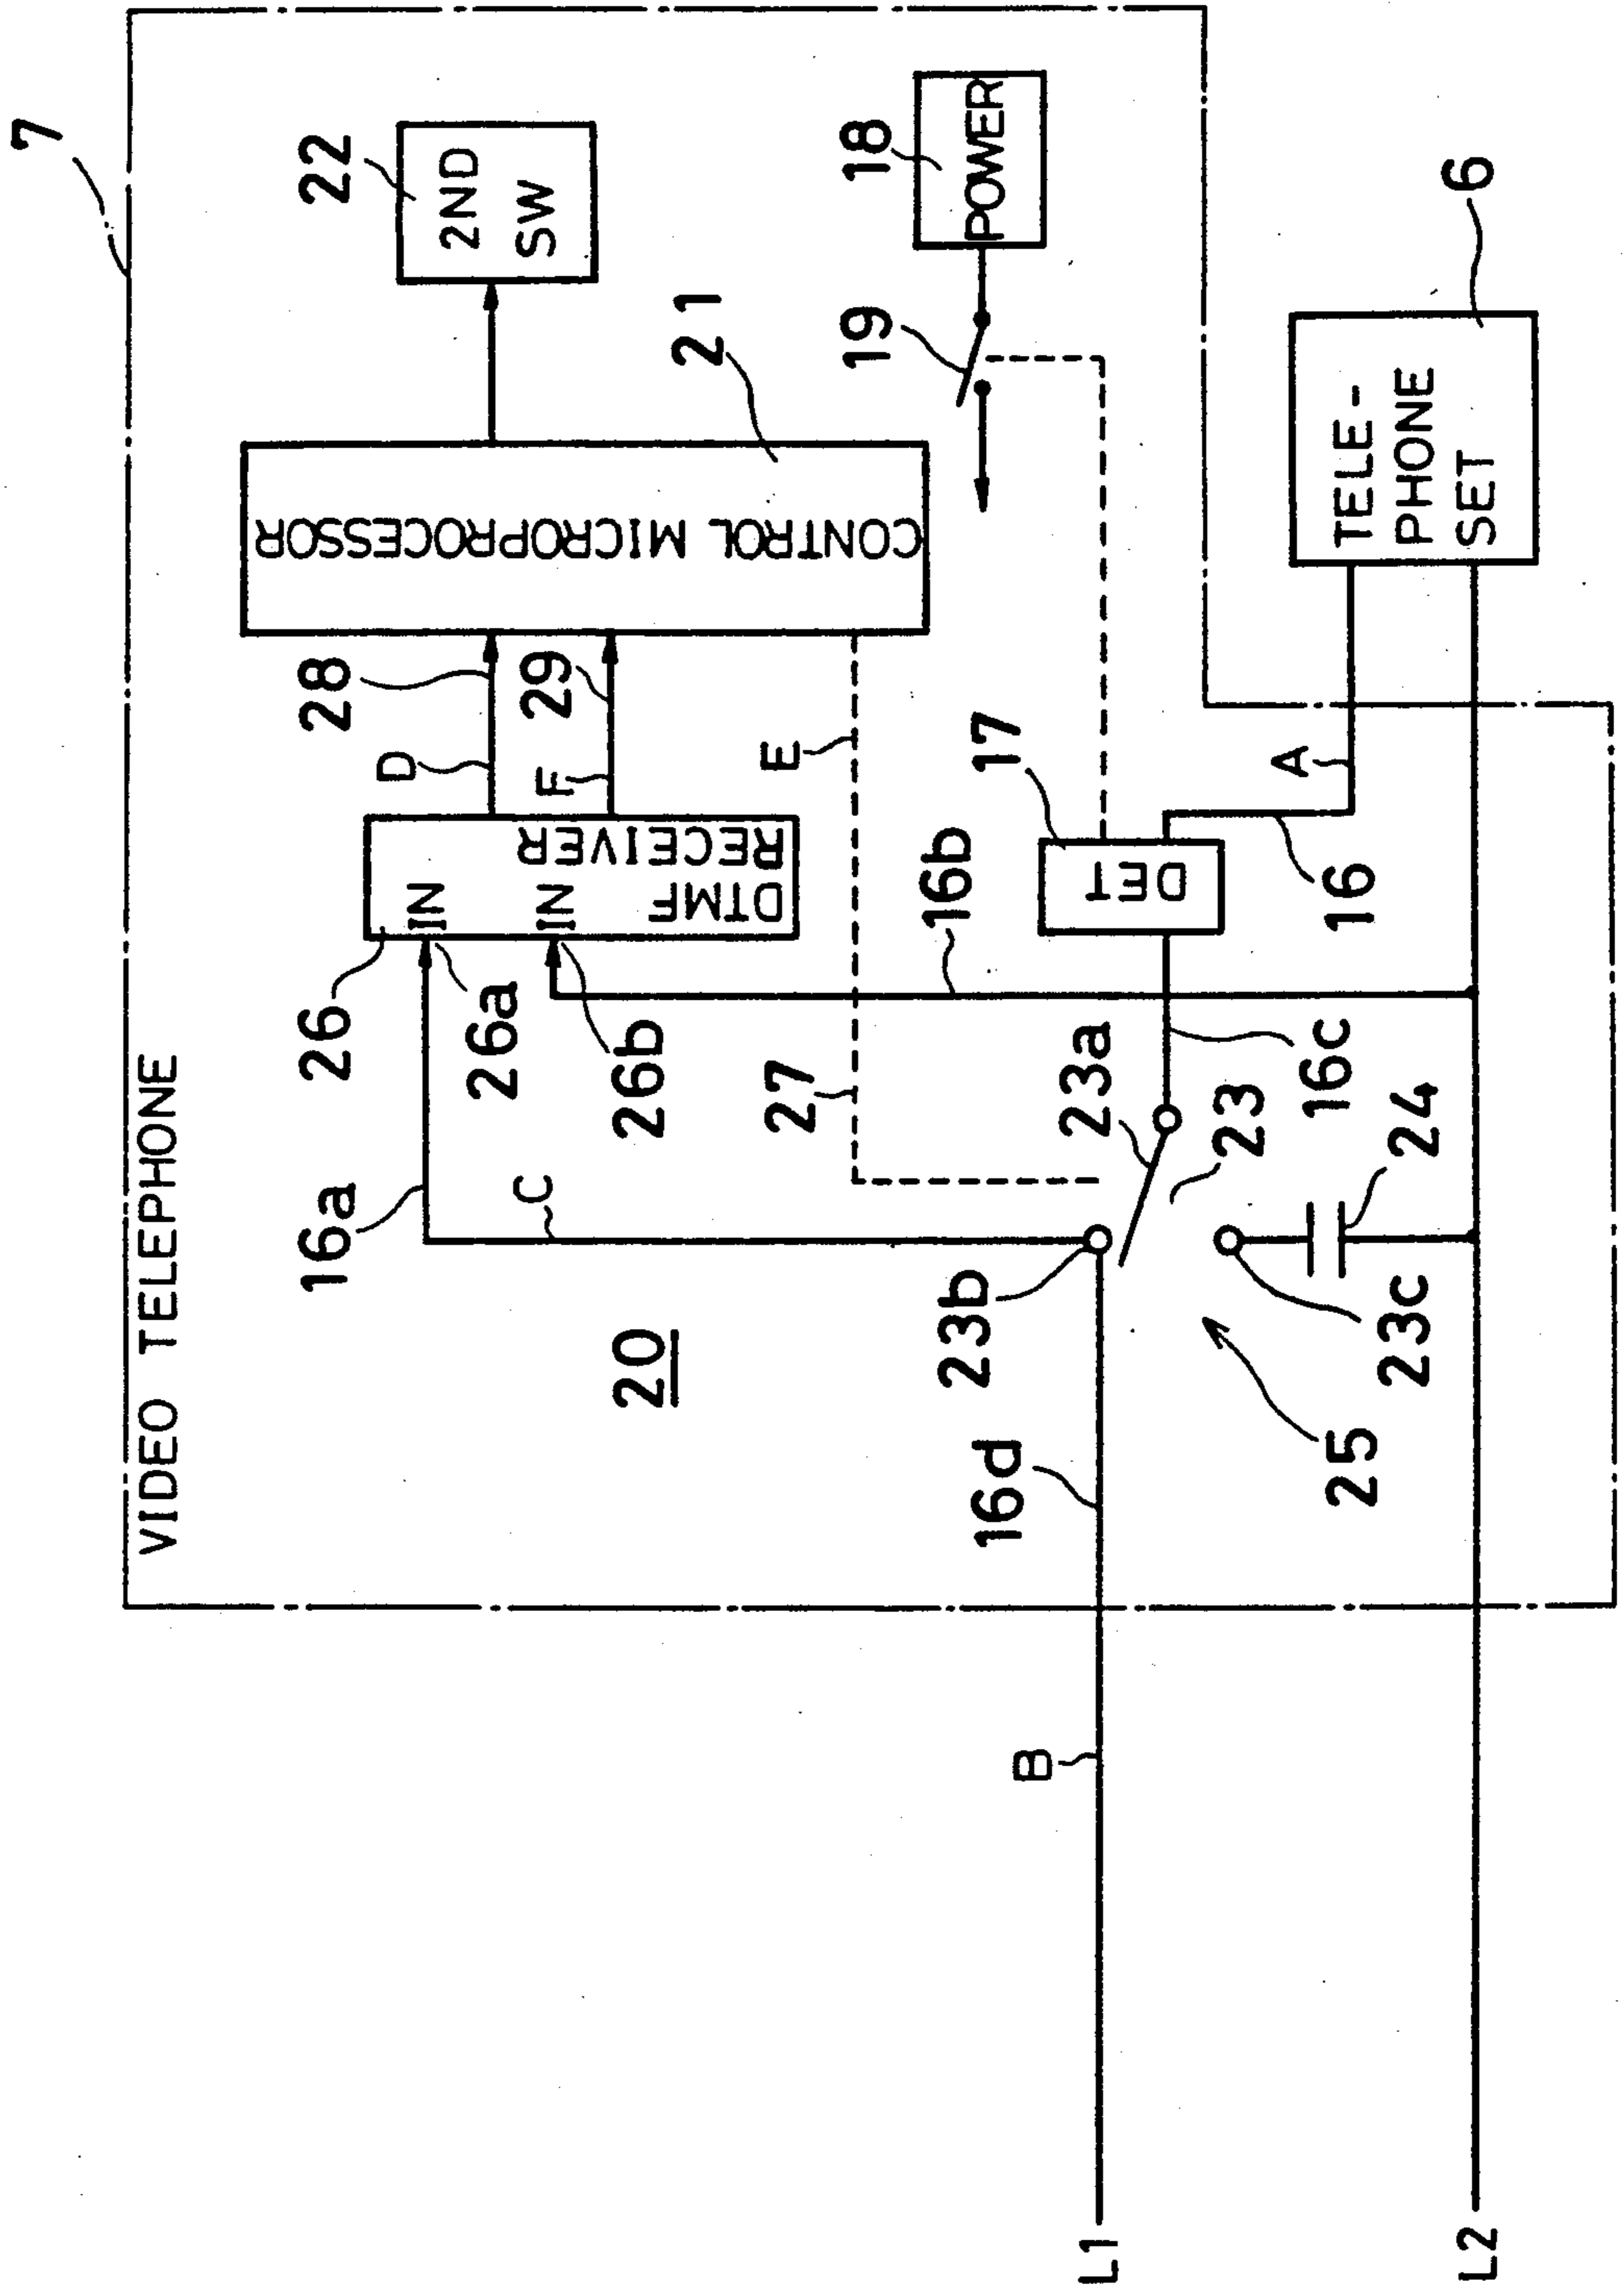 VIDEO TELEPHONE
7
16a
26
26a
26b
IN
IN
DTMF
RECEIVER
D
28
F
29
CONTROL MICROPROCESSOR
21
2ND
SW
22
C
20
27
E
19
18
POWER
23b
16d
23a
16b
17
DET
B
L1
23
16c
16
A
25
23c
24
TELE-
PHONE
SET
6
L2